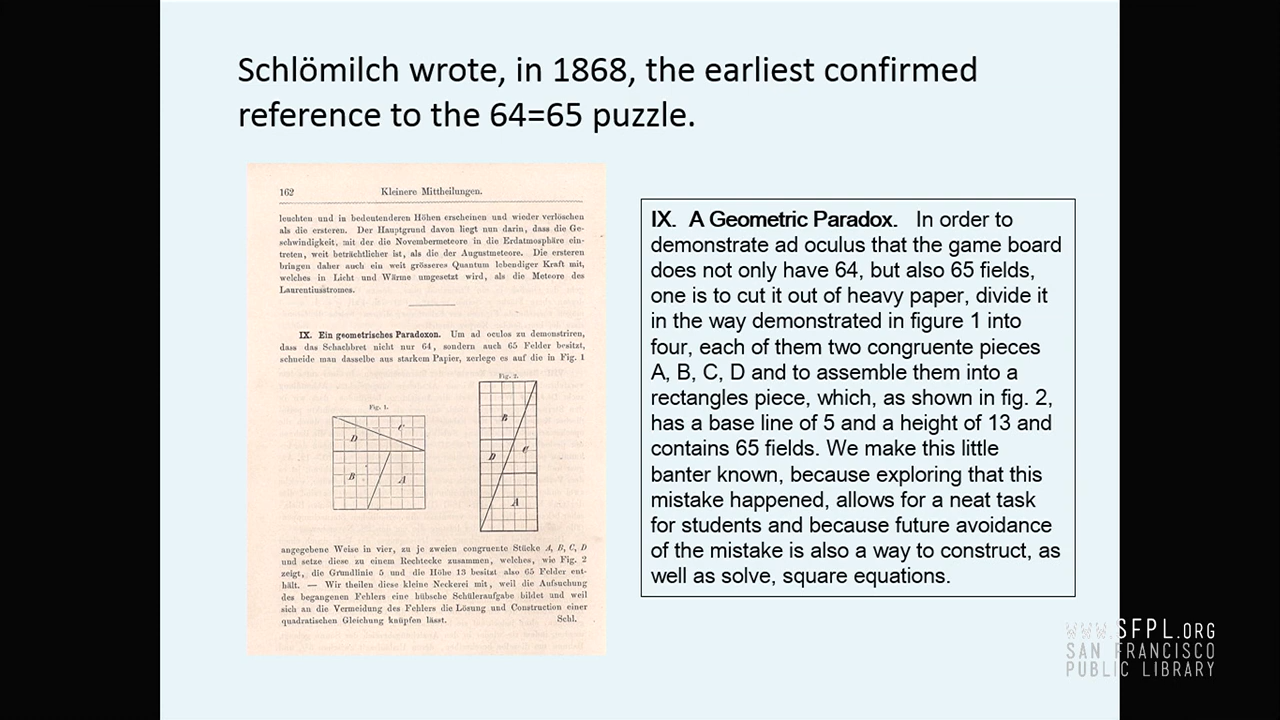 Schlömilch wrote, in 1868, the earliest confirmed
reference to the 64=65 puzzle.
162 Kleinere Mittheilungen.
leuchten und in bedeutenderen Höhen erscheinen und wieder verlöschen
als die ersteren. Der Hauptgrund davon liegt nun darin, dass die Ge-
schwindigkeit, mit der die Novembermeteore in die Erdatmosphäre ein-
treten, weit beträchtlicher ist, als die der Augustmeteore. Die ersteren
bringen daher auch ein weit grösseres Quantum lebendiger Kraft mit,
welches in Licht und Wärme umgesetzt wird, als die Meteore des
Laurentiusstromes.
IX. Ein geometrisches Paradoxon. Um ad oculos zu demonstriren,
dass das Schachbret nicht nur 64, sondern auch 65 Felder besitzt,
schneide man dasselbe aus starkem Papier, zerlege es auf die in Fig. 1
Fig. 1.
D C
B A
Fig. 2.
B
D C
A
angegebene Weise in vier, zu je zweien congruente Stücke A, B, C, D
und setze diese zu einem Rechtecke zusammen, welches, wie Fig. 2
zeigt, die Grundlinie 5 und die Höhe 13 besitzt also 65 Felder ent-
hält. — Wir theilen diese kleine Neckerei mit, weil die Aufsuchung
des begangenen Fehlers eine hübsche Schüleraufgabe bildet und weil
sich an die Vermeidung des Fehlers die Lösung und Construction einer
quadratischen Gleichung knüpfen lässt. Schl.
IX. A Geometric Paradox. In order to
demonstrate ad oculus that the game board
does not only have 64, but also 65 fields,
one is to cut it out of heavy paper, divide it
in the way demonstrated in figure 1 into
four, each of them two congruente pieces
A, B, C, D and to assemble them into a
rectangles piece, which, as shown in fig. 2,
has a base line of 5 and a height of 13 and
contains 65 fields. We make this little
banter known, because exploring that this
mistake happened, allows for a neat task
for students and because future avoidance
of the mistake is also a way to construct, as
well as solve, square equations.
WWW.SFPL.ORG
SAN FRANCISCO
PUBLIC LIBRARY